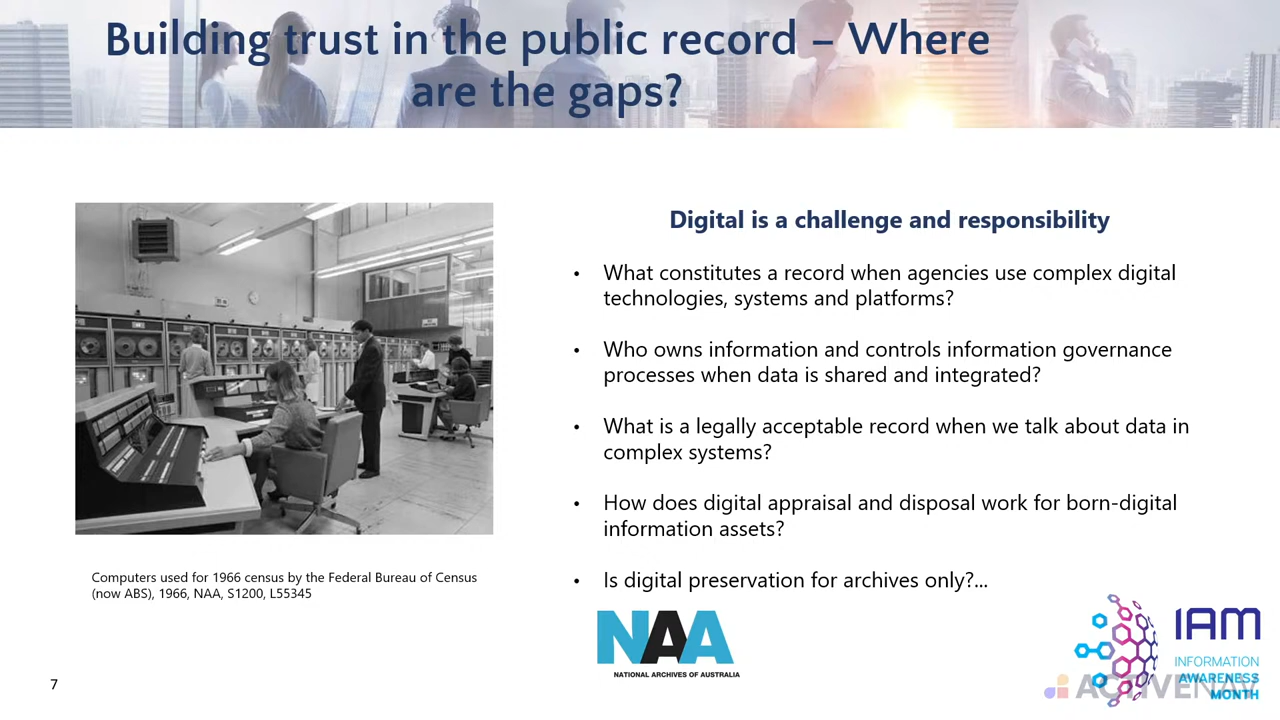 Building trust in the public record – Where
are the gaps?
Digital is a challenge and responsibility
• What constitutes a record when agencies use complex digital
technologies, systems and platforms?
• Who owns information and controls information governance
processes when data is shared and integrated?
• What is a legally acceptable record when we talk about data in
complex systems?
• How does digital appraisal and disposal work for born-digital
information assets?
• Is digital preservation for archives only?...
Computers used for 1966 census by the Federal Bureau of Census
(now ABS), 1966, NAA, S1200, L55345
NAA
NATIONAL ARCHIVES OF AUSTRALIA
IAM
INFORMATION
AWARENESS
MONTH
ACTIVENAV
7